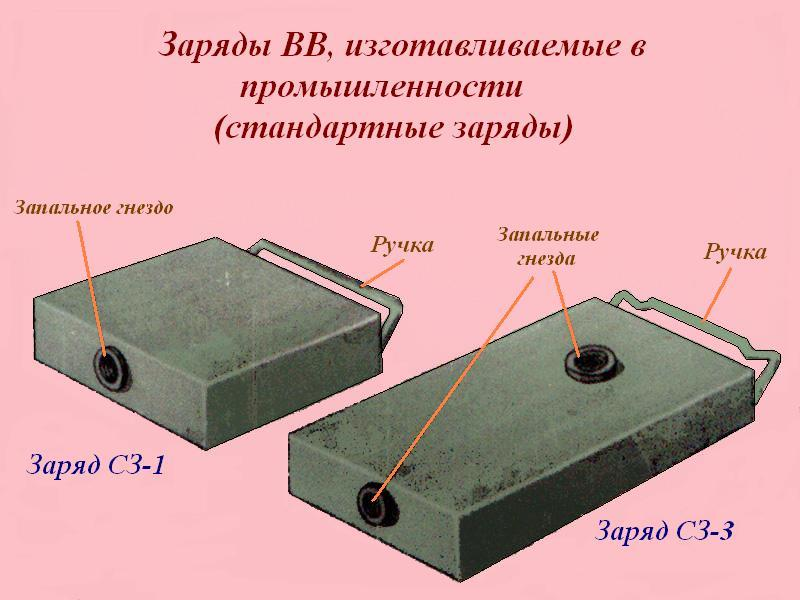 Заряды ВВ, изготавливаемые в
промышленности
(стандартные заряды)
Запальное гнездо
Ручка
Запальные
гнезда
Ручка
Заряд СЗ-1
Заряд СЗ-3